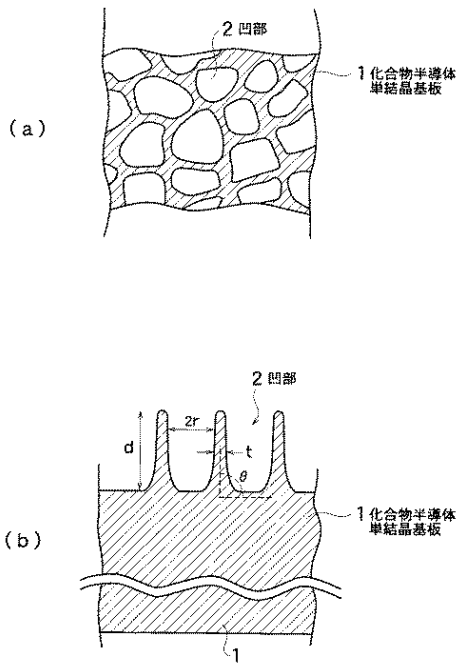 (a)
2 凹部
1 化合物半導体
単結晶基板
(b)
2 凹部
d
2r
t
θ
1 化合物半導体
単結晶基板
1